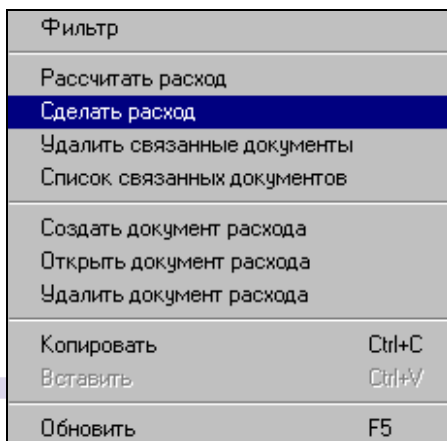 Фильтр
Рассчитать расход
Сделать расход
Удалить связанные документы
Список связанных документов
Создать документ расхода
Открыть документ расхода
Удалить документ расхода
Копировать Ctrl+C
Вставить Ctrl+V
Обновить F5